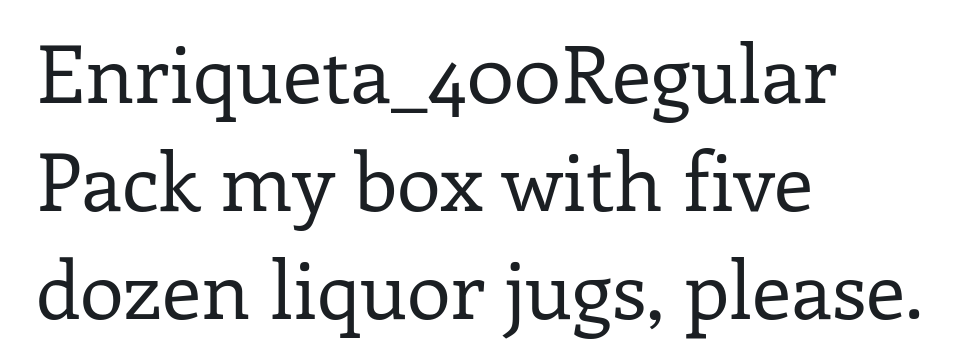 Enriqueta_400Regular
Pack my box with five
dozen liquor jugs, please.